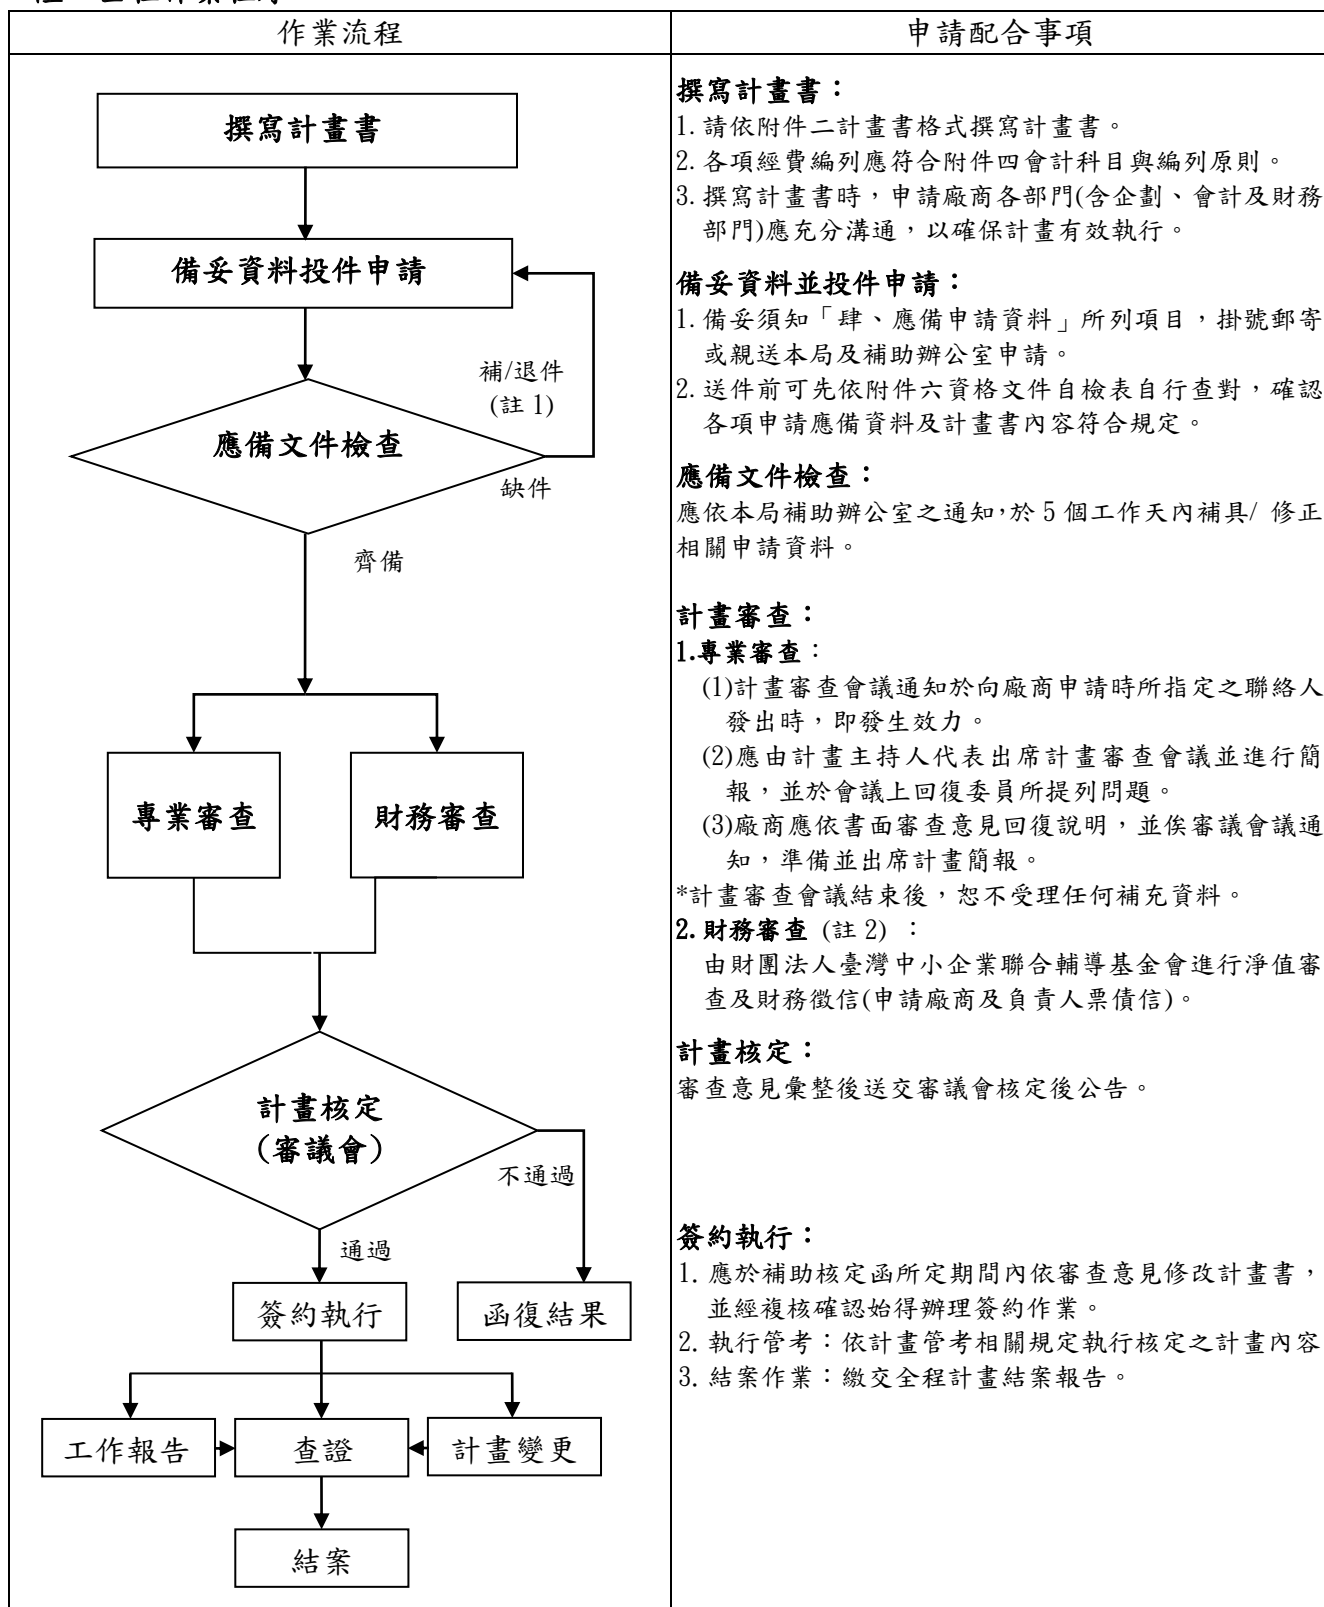 作業流程
申請配合事項
撰寫計畫書
備妥資料投件申請
補/退件
(註 1)
應備文件檢查
缺件
齊備
專業審查
財務審查
計畫核定
(審議會)
不通過
通過
簽約執行
函復結果
工作報告
查證
計畫變更
結案
撰寫計畫書：
1. 請依附件二計畫書格式撰寫計畫書。
2. 各項經費編列應符合附件四會計科目與編列原則。
3. 撰寫計畫書時，申請廠商各部門(含企劃、會計及財務
部門)應充分溝通，以確保計畫有效執行。
備妥資料並投件申請：
1. 備妥須知「肆、應備申請資料」所列項目，掛號郵寄
或親送本局及補助辦公室申請。
2. 送件前可先依附件六資格文件自檢表自行查對，確認
各項申請應備資料及計畫書內容符合規定。
應備文件檢查：
應依本局補助辦公室之通知,於 5 個工作天內補具/ 修正
相關申請資料。
計畫審查：
1.專業審查：
(1)計畫審查會議通知於向廠商申請時所指定之聯絡人
發出時，即發生效力。
(2)應由計畫主持人代表出席計畫審查會議並進行簡
報，並於會議上回復委員所提列問題。
(3)廠商應依書面審查意見回復說明，並俟審議會議通
知，準備並出席計畫簡報。
*計畫審查會議結束後，恕不受理任何補充資料。
2. 財務審查 (註 2) ：
由財團法人臺灣中小企業聯合輔導基金會進行淨值審
查及財務徵信(申請廠商及負責人票債信)。
計畫核定：
審查意見彙整後送交審議會核定後公告。
簽約執行：
1. 應於補助核定函所定期間內依審查意見修改計畫書，
並經複核確認始得辦理簽約作業。
2. 執行管考：依計畫管考相關規定執行核定之計畫內容
3. 結案作業：繳交全程計畫結案報告。